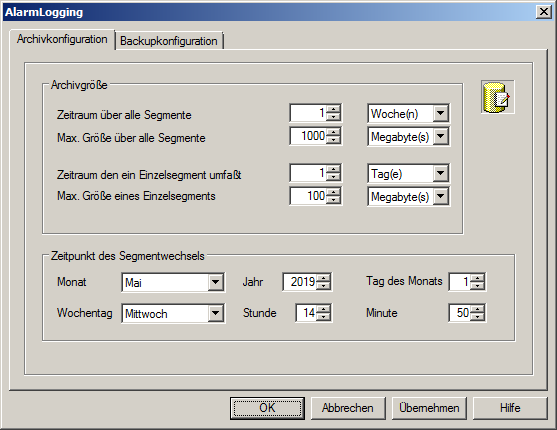 AlarmLogging
Archivkonfiguration Backupkonfiguration
Archivgröße
Zeitraum über alle Segmente 1 Woche(n)
Max. Größe über alle Segmente 1000 Megabyte(s)
Zeitraum den ein Einzelsegment umfaßt 1 Tag(e)
Max. Größe eines Einzelsegments 100 Megabyte(s)
Zeitpunkt des Segmentwechsels
Monat Mai Jahr 2019 Tag des Monats 1
Wochentag Mittwoch Stunde 14 Minute 50
OK Abbrechen Übernehmen Hilfe